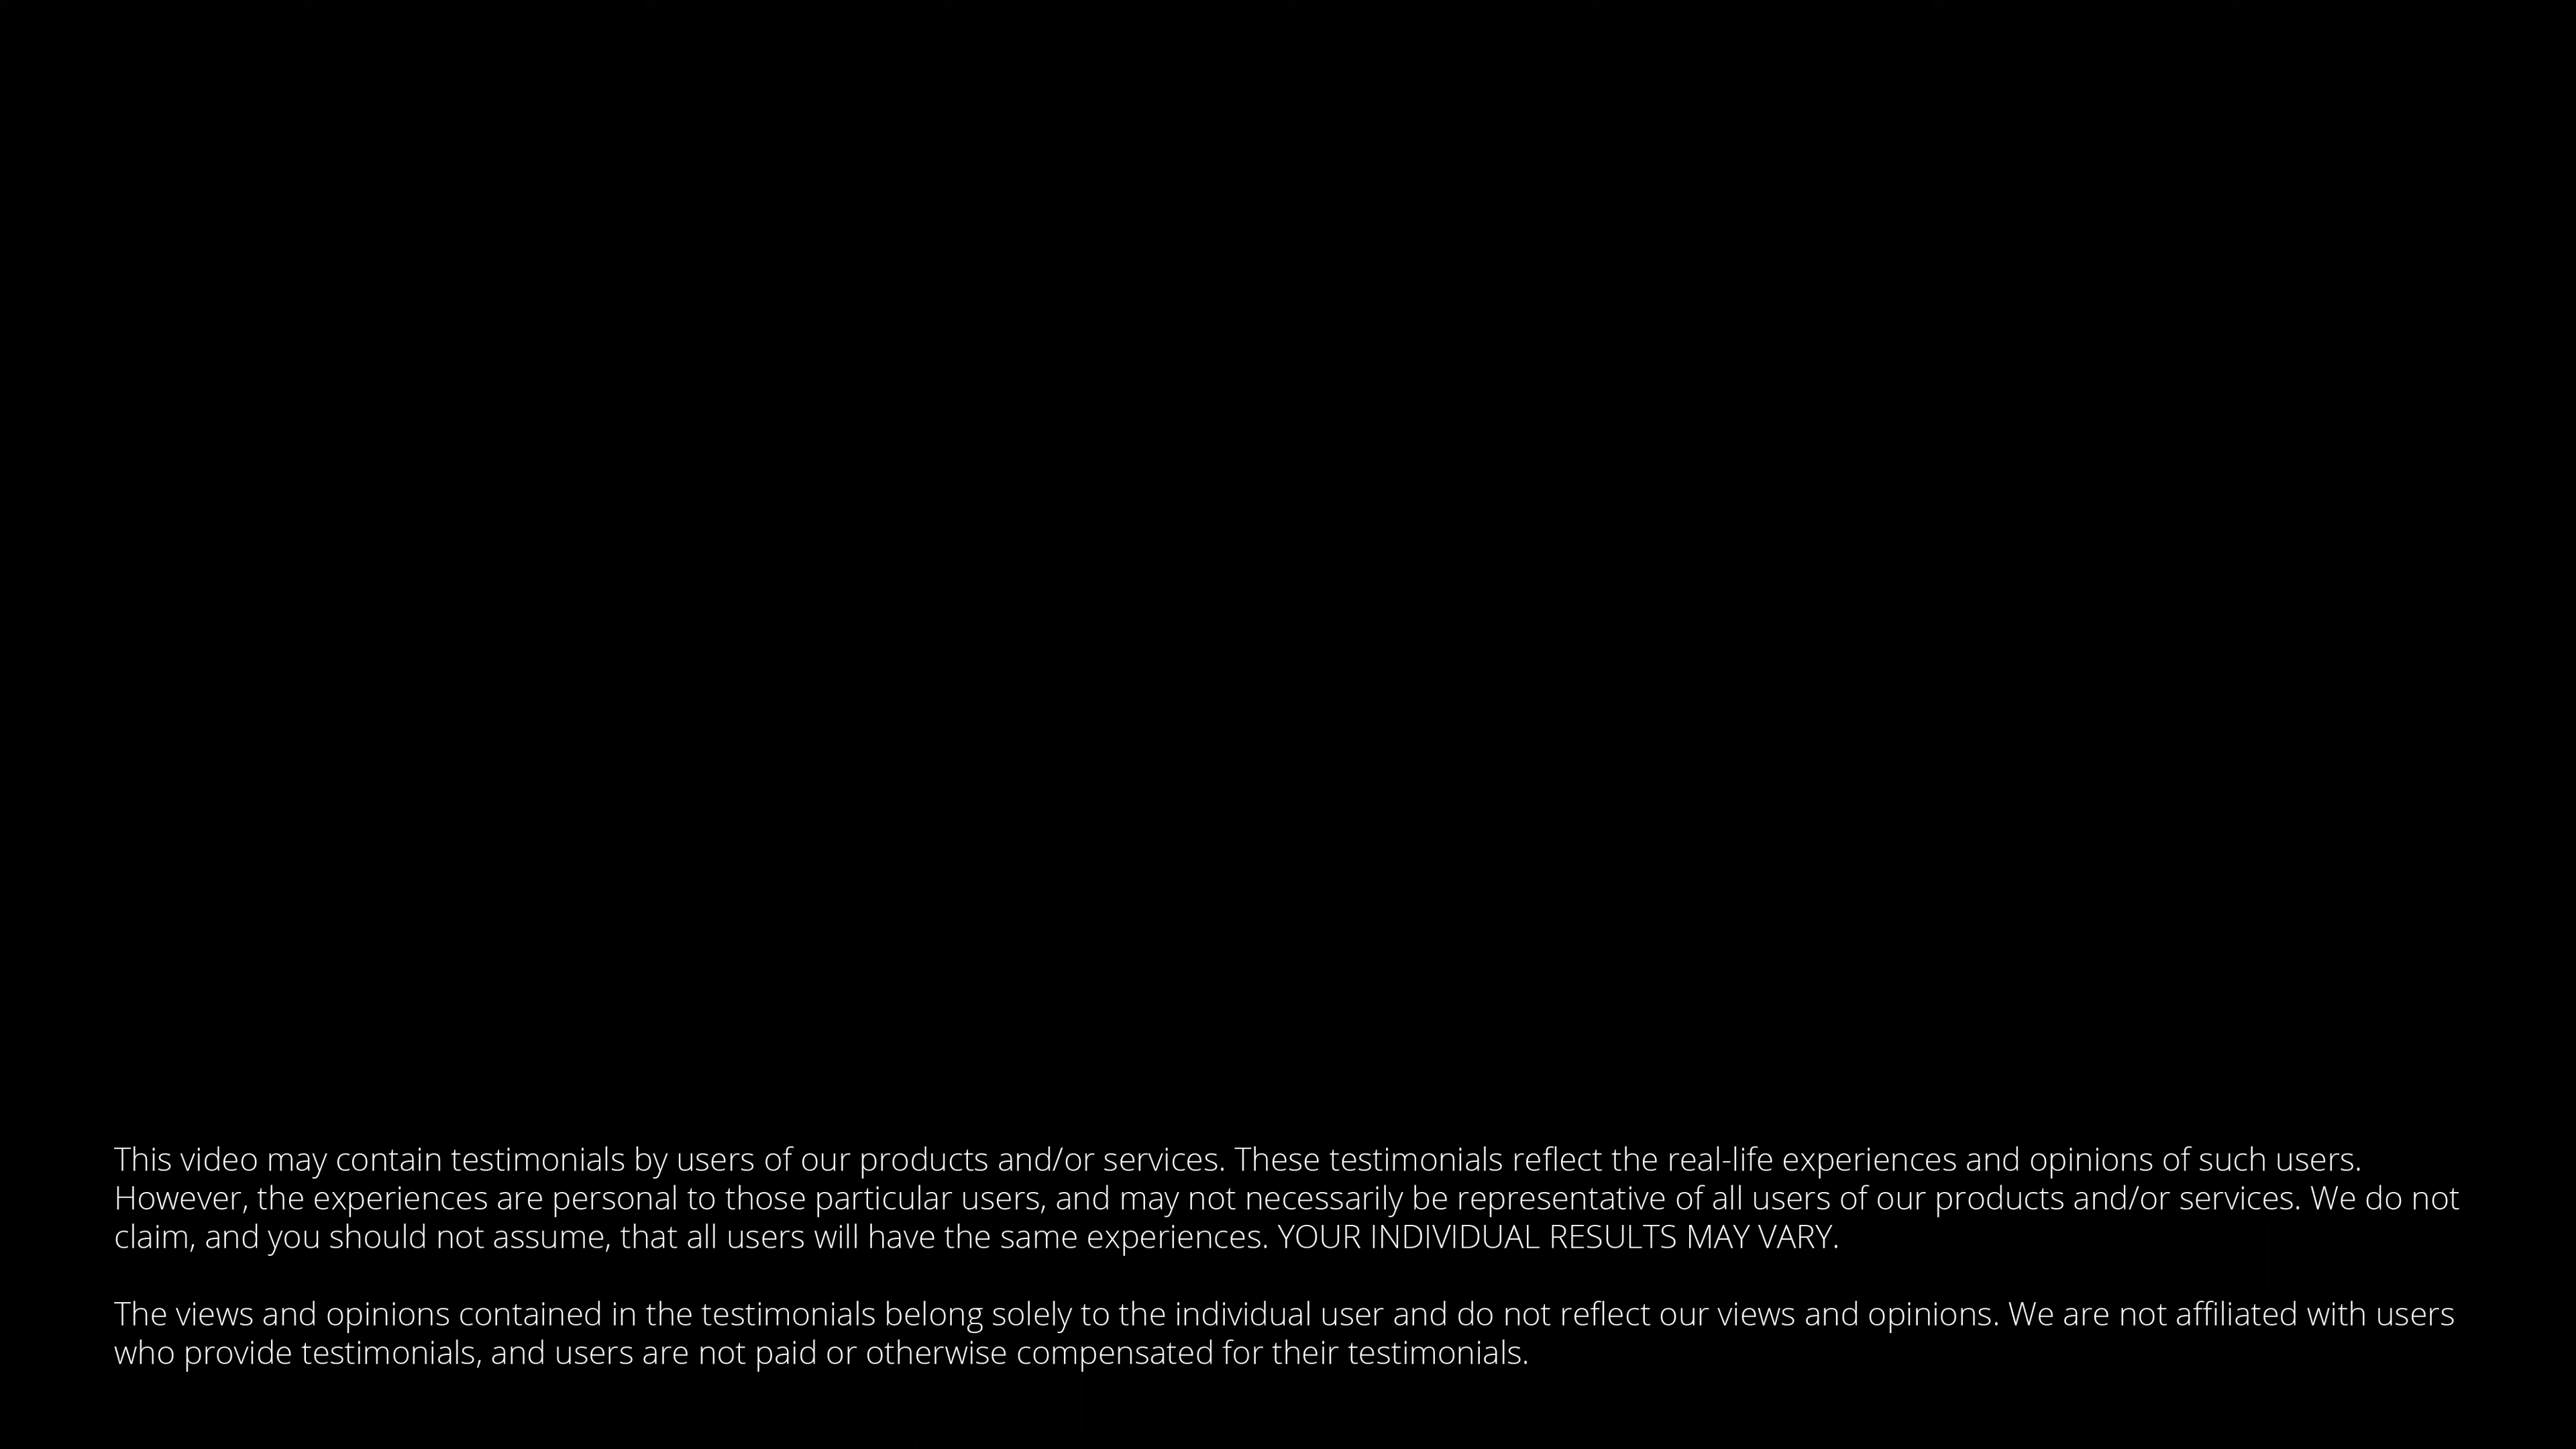 This video may contain testimonials by users of our products and/or services. These testimonials reflect the real-life experiences and opinions of such users.
However, the experiences are personal to those particular users, and may not necessarily be representative of all users of our products and/or services. We do not
claim, and you should not assume, that all users will have the same experiences. YOUR INDIVIDUAL RESULTS MAY VARY.
The views and opinions contained in the testimonials belong solely to the individual user and do not reflect our views and opinions. We are not affiliated with users
who provide testimonials, and users are not paid or otherwise compensated for their testimonials.